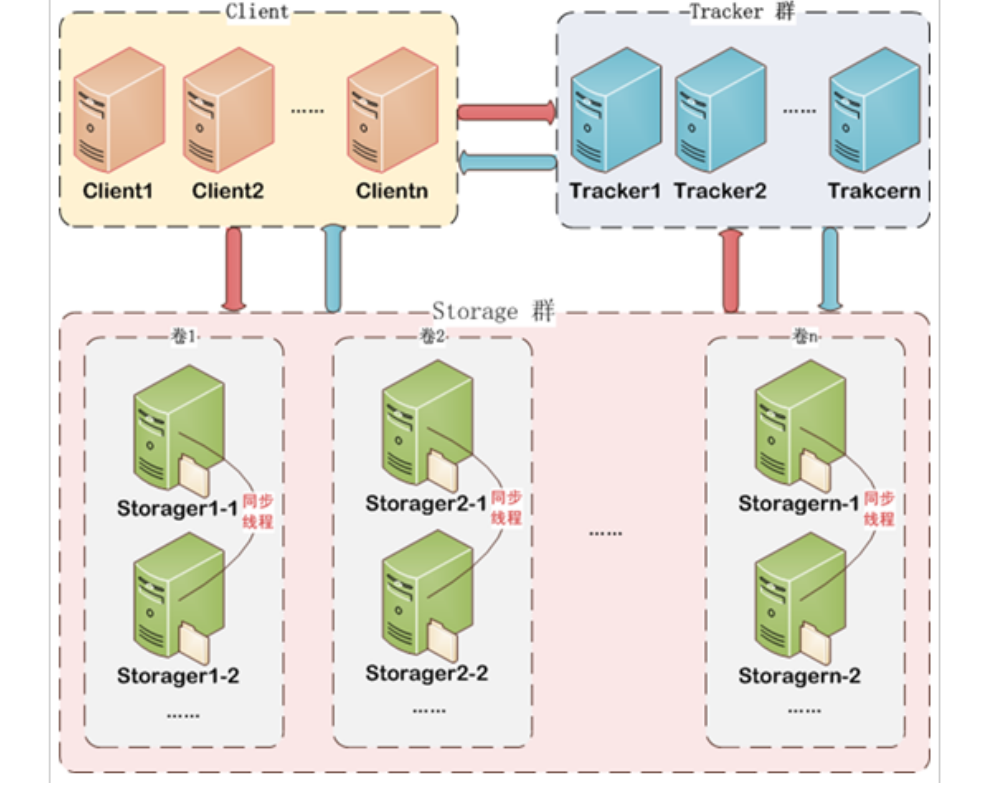 Client
Tracker 群
……
……
Client1
Client2
Clientn
Tracker1
Tracker2
Trakcern
Storage 群
卷1
卷2
卷n
Storager1-1
同步
线程
Storager2-1
同步
线程
Storagern-1
同步
线程
……
Storager1-2
Storager2-2
Storagern-2
……
……
……